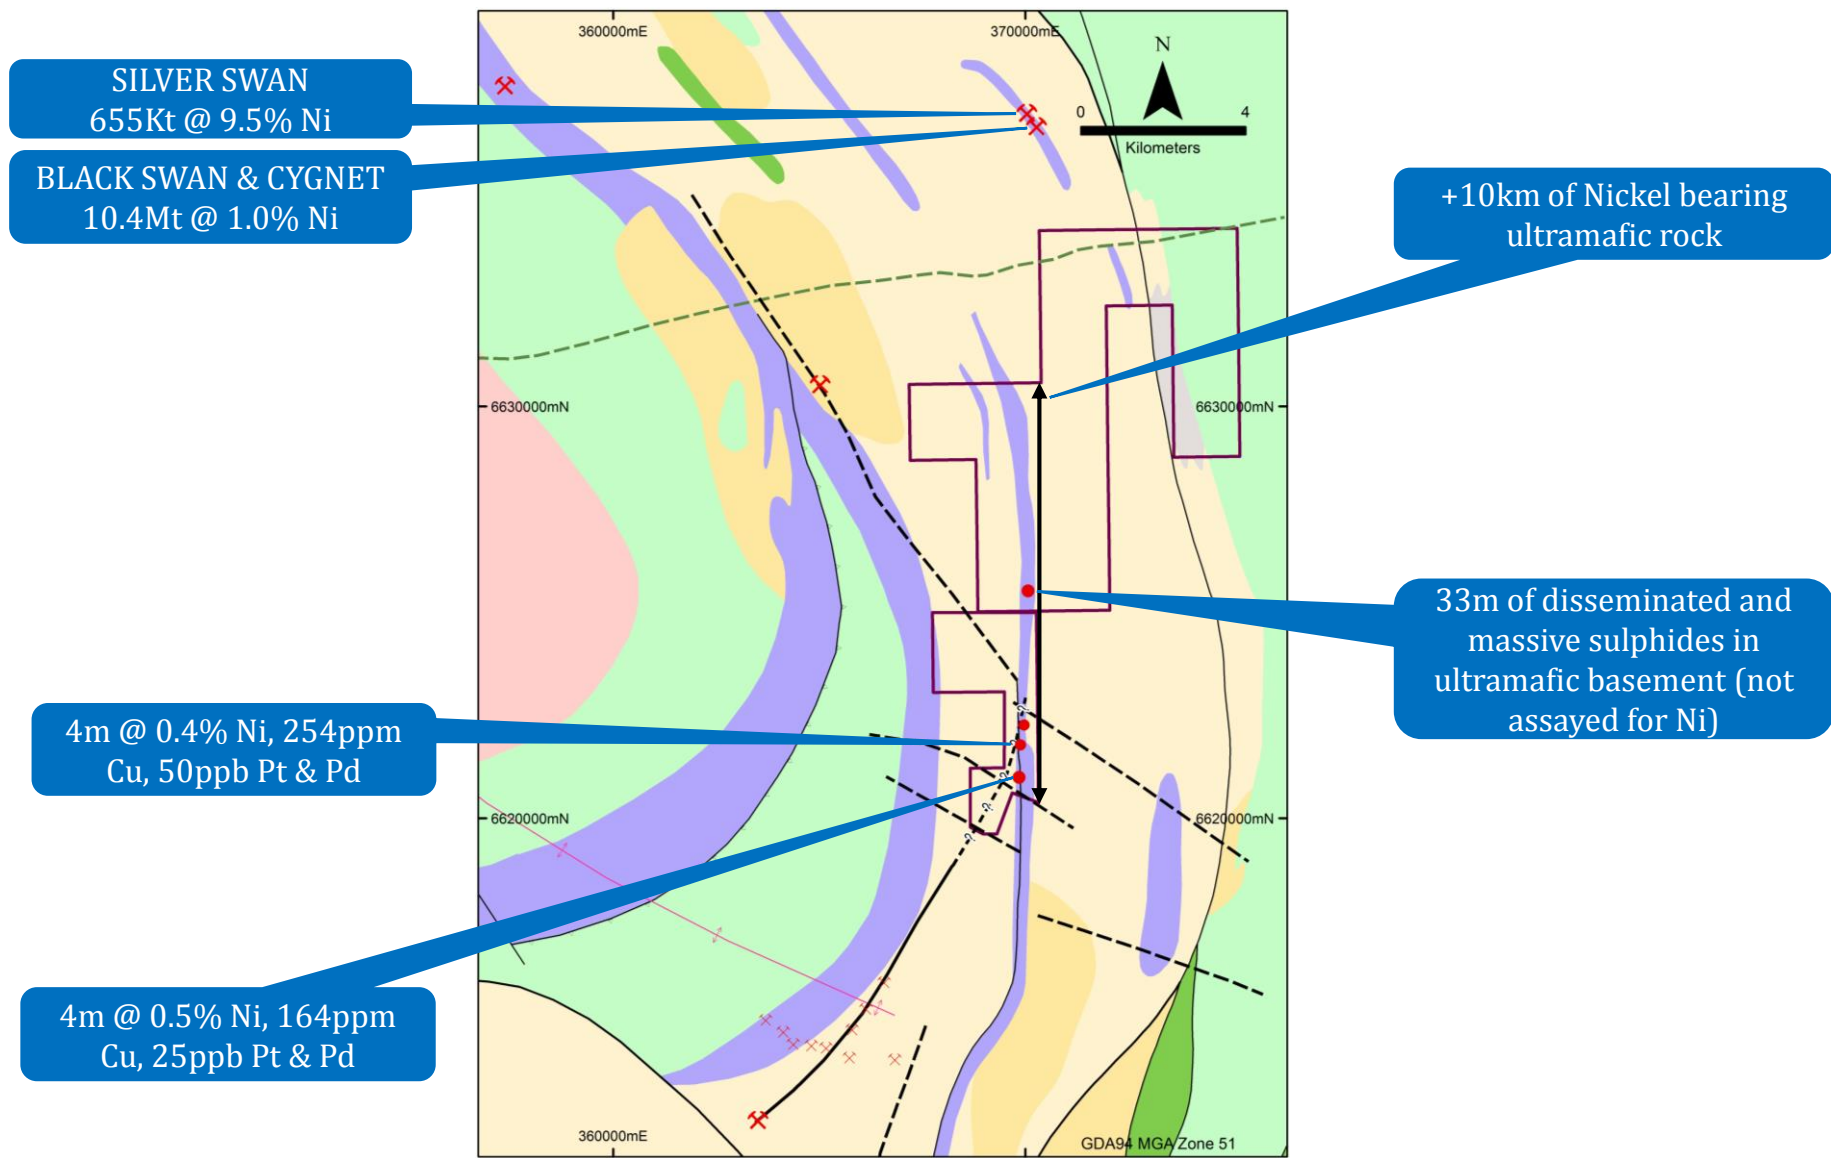 360000mE
370000mE
N
0
4
Kilometers
SILVER SWAN
655Kt @ 9.5% Ni
BLACK SWAN & CYGNET
10.4Mt @ 1.0% Ni
+10km of Nickel bearing
ultramafic rock
6630000mN
6630000mN
33m of disseminated and
massive sulphides in
ultramafic basement (not
assayed for Ni)
4m @ 0.4% Ni, 254ppm
Cu, 50ppb Pt & Pd
?
?
?
?
?
6620000mN
6620000mN
4m @ 0.5% Ni, 164ppm
Cu, 25ppb Pt & Pd
360000mE
GDA94 MGA Zone 51